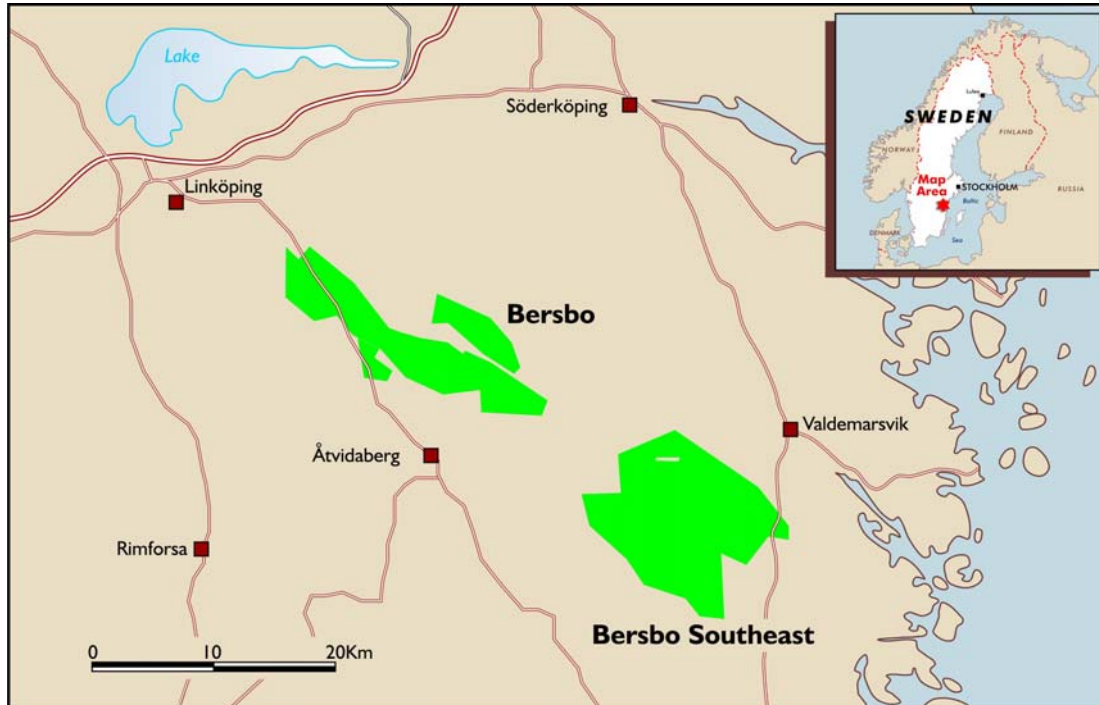 Lake
Söderköping
Linköping
Bersbo
Åtvidaberg
Valdemarsvik
Rimforsa
Bersbo Southeast
0 10 20Km
SWEDEN
NORWAY
FINLAND
Map
Area
STOCKHOLM
RUSSIA
Baltic
Sea
DENMARK